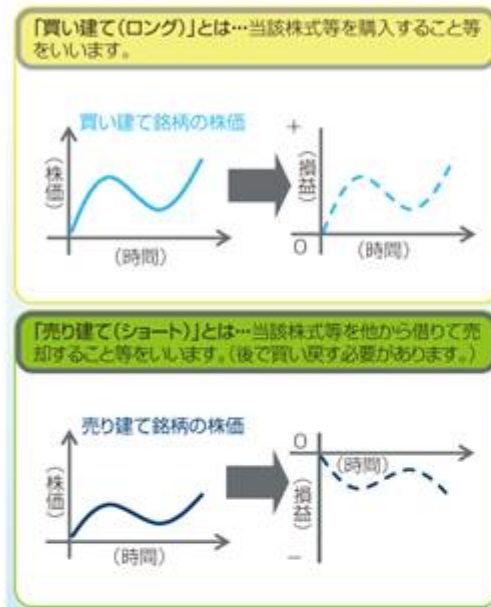 「買い建て(ロング)」とは…当該株式等を購入すること等
をいいます。
買い建て銘柄の株価
(株価)
(時間)
+
(損益)
0
(時間)
「売り建て(ショート)」とは…当該株式等を他から借りて売
却すること等をいいます。(後で買い戻す必要があります。)
売り建て銘柄の株価
(株価)
(時間)
0
(時間)
(損益)
−